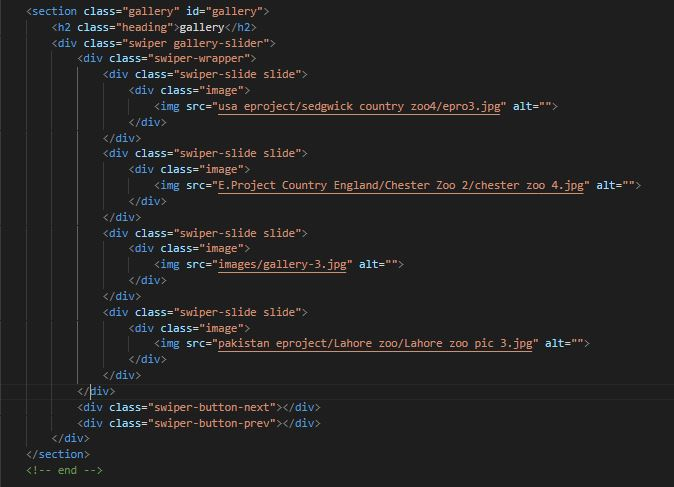 <section class="gallery" id="gallery">
<h2 class="heading">gallery</h2>
<div class="swiper gallery-slider">
<div class="swiper-wrapper">
<div class="swiper-slide slide">
<div class="image">
<img src="usa eproject/sedgwick country zoo4/epro3.jpg" alt="">
</div>
</div>
<div class="swiper-slide slide">
<div class="image">
<img src="E.Project Country England/Chester Zoo 2/chester zoo 4.jpg" alt="">
</div>
</div>
<div class="swiper-slide slide">
<div class="image">
<img src="images/gallery-3.jpg" alt="">
</div>
</div>
<div class="swiper-slide slide">
<div class="image">
<img src="pakistan eproject/Lahore zoo/Lahore zoo pic 3.jpg" alt="">
</div>
</div>
</div>
<div class="swiper-button-next"></div>
<div class="swiper-button-prev"></div>
</div>
</section>
<!-- end -->